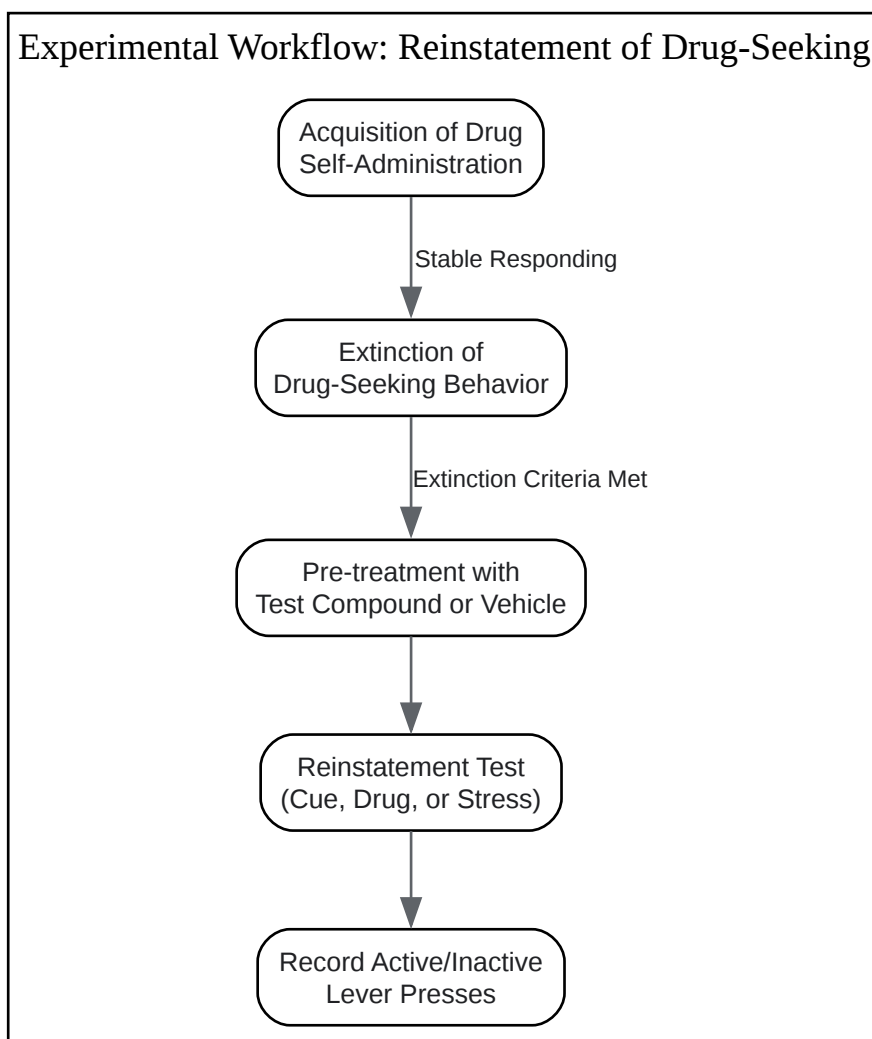 Experimental Workflow: Reinstatement of Drug-Seeking
Acquisition of Drug
Self-Administration
Stable Responding
Extinction of
Drug-Seeking Behavior
Extinction Criteria Met
Pre-treatment with
Test Compound or Vehicle
Reinstatement Test
(Cue, Drug, or Stress)
Record Active/Inactive
Lever Presses